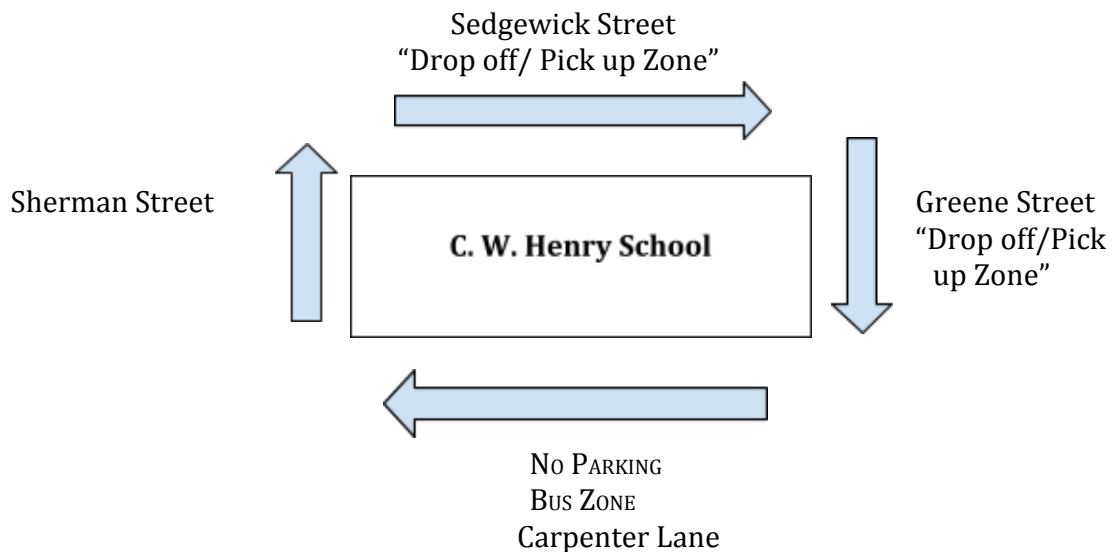 Sedgewick Street
“Drop off/ Pick up Zone”
Sherman Street
C. W. Henry School
Greene Street
“Drop off/Pick
up Zone”
NO PARKING
BUS ZONE
Carpenter Lane